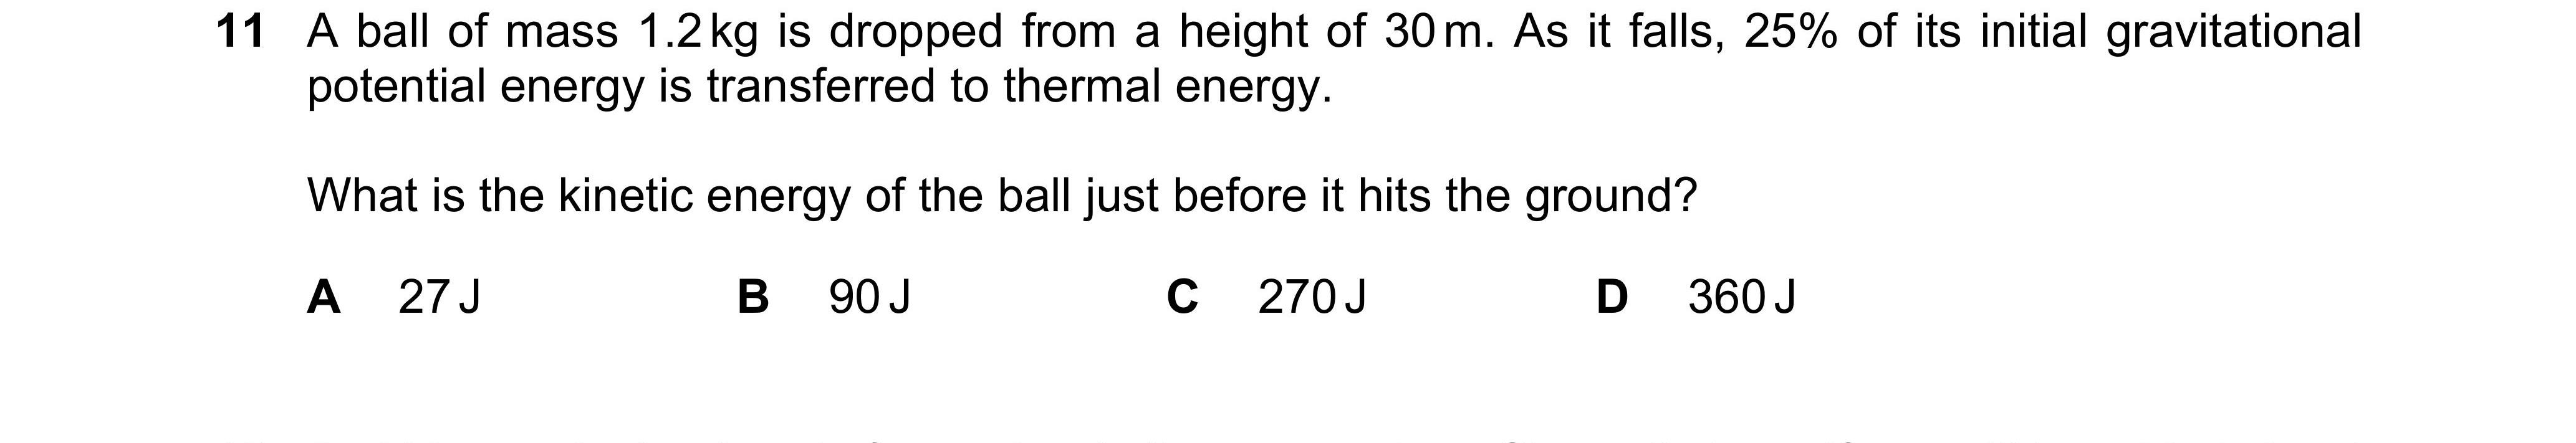 11 A ball of mass 1.2 kg is dropped from a height of 30 m. As it falls, 25% of its initial gravitational
potential energy is transferred to thermal energy.
What is the kinetic energy of the ball just before it hits the ground?
A 27 J B 90 J C 270 J D 360 J